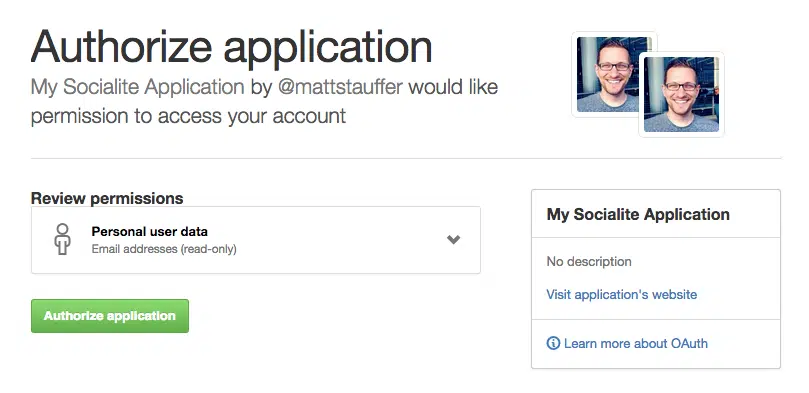 Authorize application
My Socialite Application by @mattstauffer would like
permission to access your account
Review permissions
Personal user data
Email addresses (read-only)
Authorize application
My Socialite Application
No description
Visit application's website
Learn more about OAuth